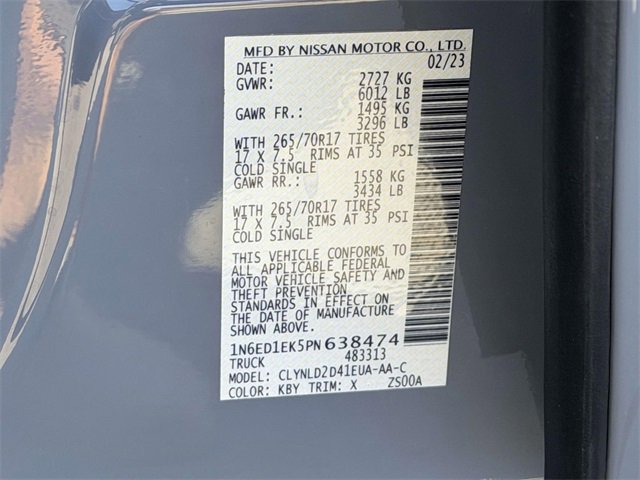 MFD BY NISSAN MOTOR CO., LTD.
DATE: 02/23
GVWR: 2727 KG
6012 LB
GAWR FR.: 1495 KG
3296 LB
WITH 265/70R17 TIRES
17 X 7.5 RIMS AT 35 PSI
COLD SINGLE
GAWR RR.: 1558 KG
3434 LB
WITH 265/70R17 TIRES
17 X 7.5 RIMS AT 35 PSI
COLD SINGLE
THIS VEHICLE CONFORMS TO
ALL APPLICABLE FEDERAL
MOTOR VEHICLE SAFETY AND
THEFT PREVENTION
STANDARDS IN EFFECT ON
THE DATE OF MANUFACTURE
SHOWN ABOVE.
1N6ED1EK5PN638474
TRUCK 483313
MODEL: CLYNLD2D41EUA-AA-C
COLOR: KBY TRIM: X ZS00A